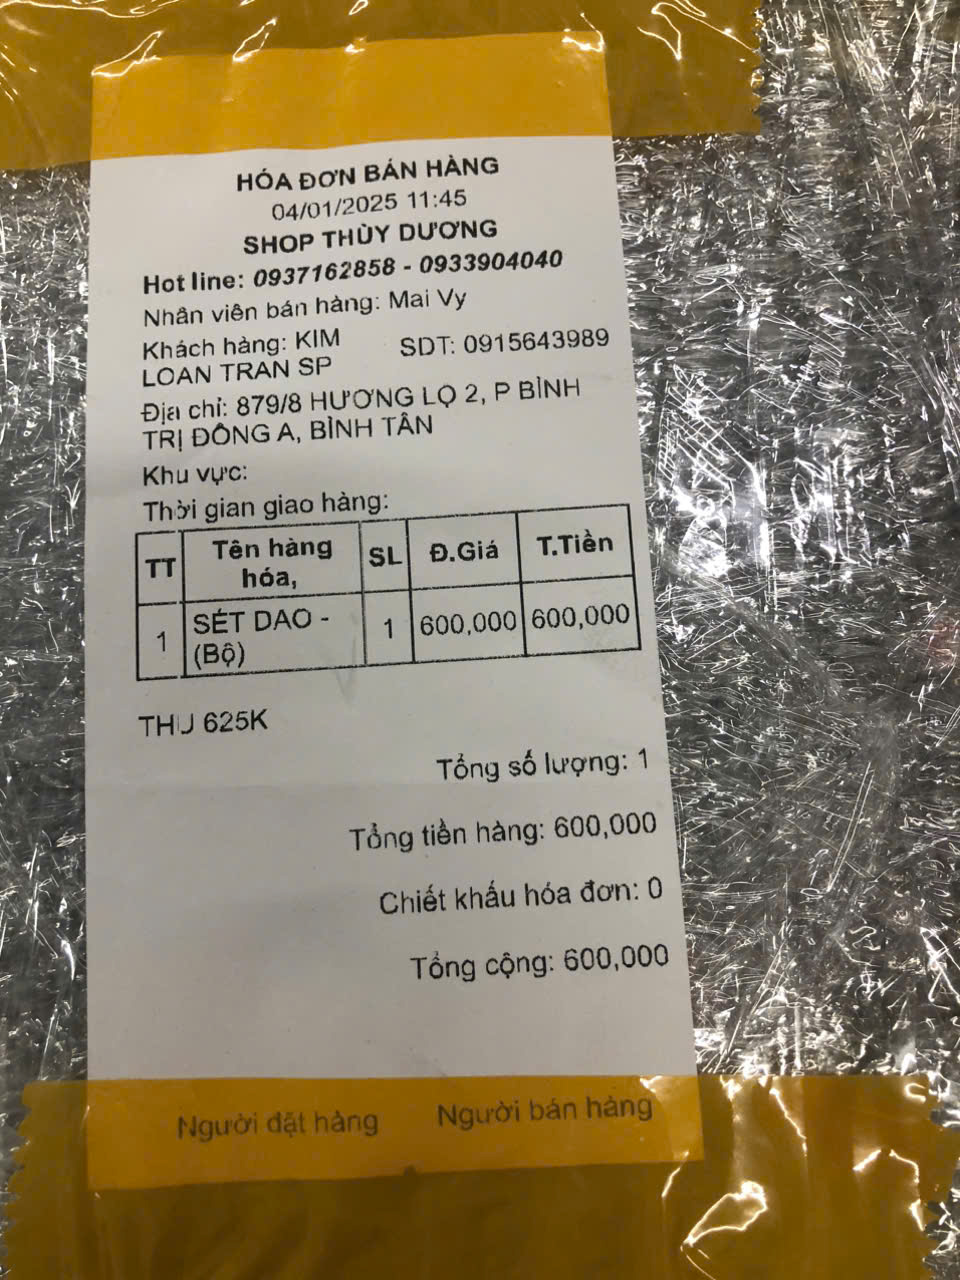 HÓA ĐƠN BÁN HÀNG
04/01/2025 11:45
SHOP THÙY DƯƠNG
Hot line: 0937162858 - 0933904040
Nhân viên bán hàng: Mai Vy
Khách hàng: KIM LOAN TRAN SP
SDT: 0915643989
Địa chỉ: 879/8 HƯƠNG LỘ 2, P BÌNH
TRỊ ĐÔNG A, BÌNH TÂN
Khu vực:
Thời gian giao hàng:
TT Tên hàng hóa, SL Đ.Giá T.Tiền
1 SÉT DAO - (Bộ) 1 600,000 600,000
THU 625K
Tổng số lượng: 1
Tổng tiền hàng: 600,000
Chiết khấu hóa đơn: 0
Tổng cộng: 600,000
Người đặt hàng Người bán hàng